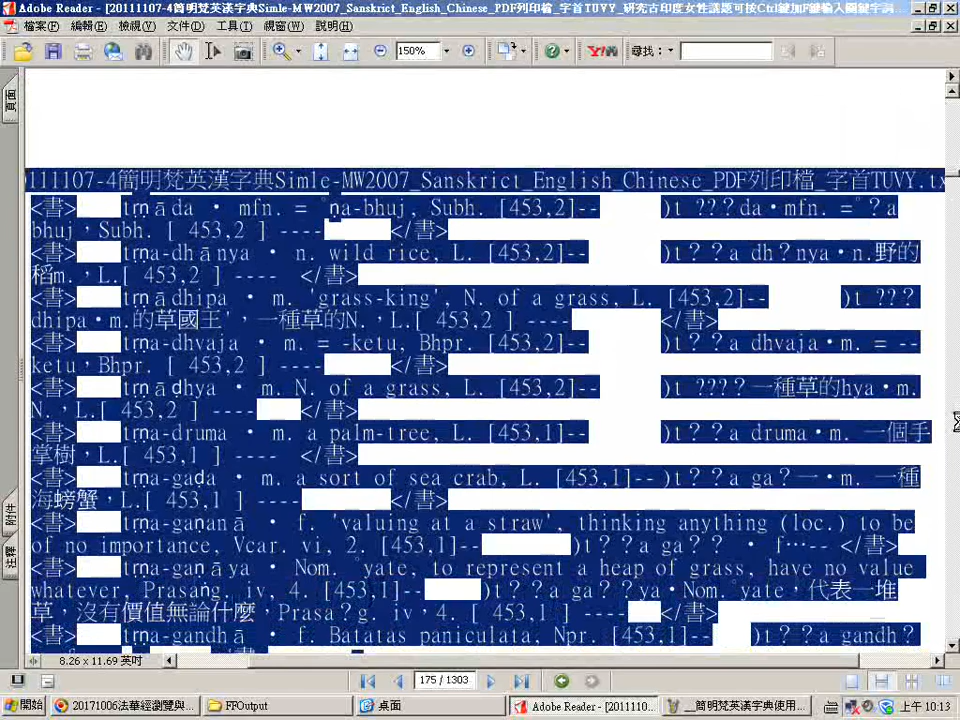 Adobe Reader - [20111107-4簡明梵英漢字典Simle-MW2007_Sanskrict_English_Chinese_PDF列印檔_字首TUVY_研究古印度女性議題可按Ctrl鍵加F鍵輸入關鍵字詞
檔案(F) 編輯(E) 檢視(V) 文件(D) 工具(T) 視窗(W) 說明(H)
150% Y! 尋找:
頁面
附件
注釋
111107-4簡明梵英漢字典Simle-MW2007_Sanskrict_English_Chinese_PDF列印檔_字首TUVY.tx
<書> tṛṇāda • mfn. = °ṇa-bhuj, Subh. [453,2]-- )t ???da•mfn. =°？a
bhuj，Subh. [ 453,2 ] ---- </書>
<書> tṛṇa-dhānya • n. wild rice, L. [453,2]-- )t？？a dh？nya•n.野的
稻m.，L.[ 453,2 ] ---- </書>
<書> tṛṇādhipa • m. 'grass-king', N. of a grass, L. [453,2]-- )t ??？
dhipa•m.的草國王'，一種草的N.，L.[ 453,2 ] ---- </書>
<書> tṛṇa-dhvaja • m. = -ketu, Bhpr. [453,2]-- )t？？a dhvaja•m. = --
ketu，Bhpr.[ 453,2 ] ---- </書>
<書> tṛṇāḍhya • m. N. of a grass, L. [453,2]-- )t ???？一種草的hya•m.
N.，L.[ 453,2 ] ---- </書>
<書> tṛṇa-druma • m. a palm-tree, L. [453,1]-- )t？？a druma•m. 一個手
掌樹，L.[ 453,1 ] ---- </書>
<書> tṛṇa-gaḍa • m. a sort of sea crab, L. [453,1]-- )t？？a ga？一•m. 一種
海螃蟹，L.[ 453,1 ] ---- </書>
<書> tṛṇa-gaṇanā • f. 'valuing at a straw', thinking anything (loc.) to be
of no importance, Vcar. vi, 2. [453,1]-- )t？？a ga？？ • f…-- </書>
<書> tṛṇa-gaṇāya • Nom. °yate, to represent a heap of grass, have no value
whatever, Prasaṅg. iv, 4. [453,1]-- )t？？a ga？？ya•Nom.°yate，代表一堆
草，沒有價值無論什麼，Prasa？g. iv，4.[ 453,1 ] ---- </書>
<書> tṛṇa-gandhā • f. Batatas paniculata, Npr. [453,1]-- )t？？a gandh？
8.26 x 11.69 英吋
175 / 1303
開始 20171006法華經瀏覽與... FFOutput 桌面 Adobe Reader - [2011110... __簡明梵英字典使用... 上午 10:13